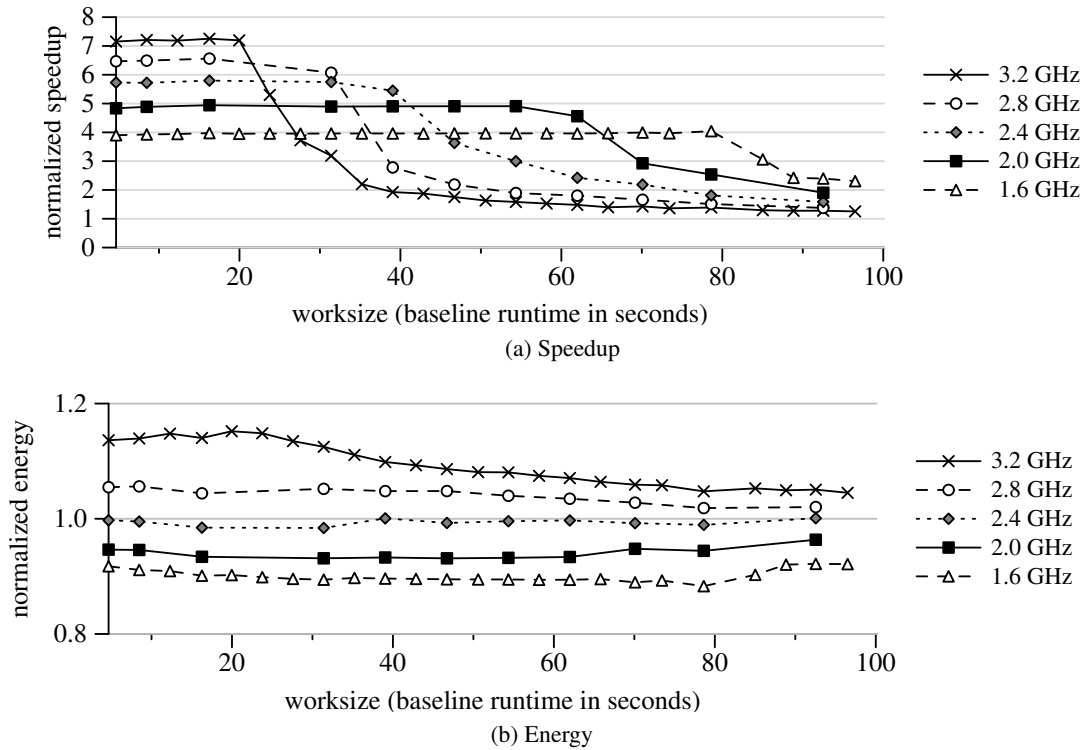 8
7
6
5
4
3
2
1
0
normalized speedup
20
40
60
80
100
worksize (baseline runtime in seconds)
3.2 GHz
2.8 GHz
2.4 GHz
2.0 GHz
1.6 GHz
(a) Speedup
1.2
1.0
0.8
normalized energy
20
40
60
80
100
worksize (baseline runtime in seconds)
3.2 GHz
2.8 GHz
2.4 GHz
2.0 GHz
1.6 GHz
(b) Energy